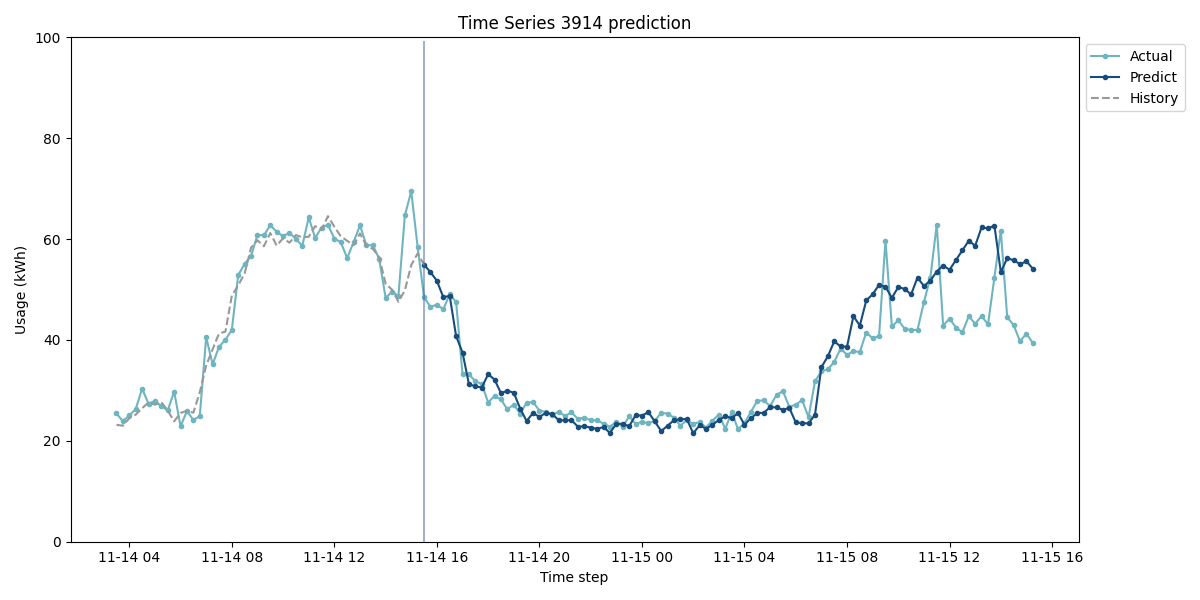 Time Series 3914 prediction
100
80
60
40
20
0
Usage (kWh)
11-14 04 11-14 08 11-14 12 11-14 16 11-14 20 11-15 00 11-15 04 11-15 08 11-15 12 11-15 16
Time step
Actual
Predict
History